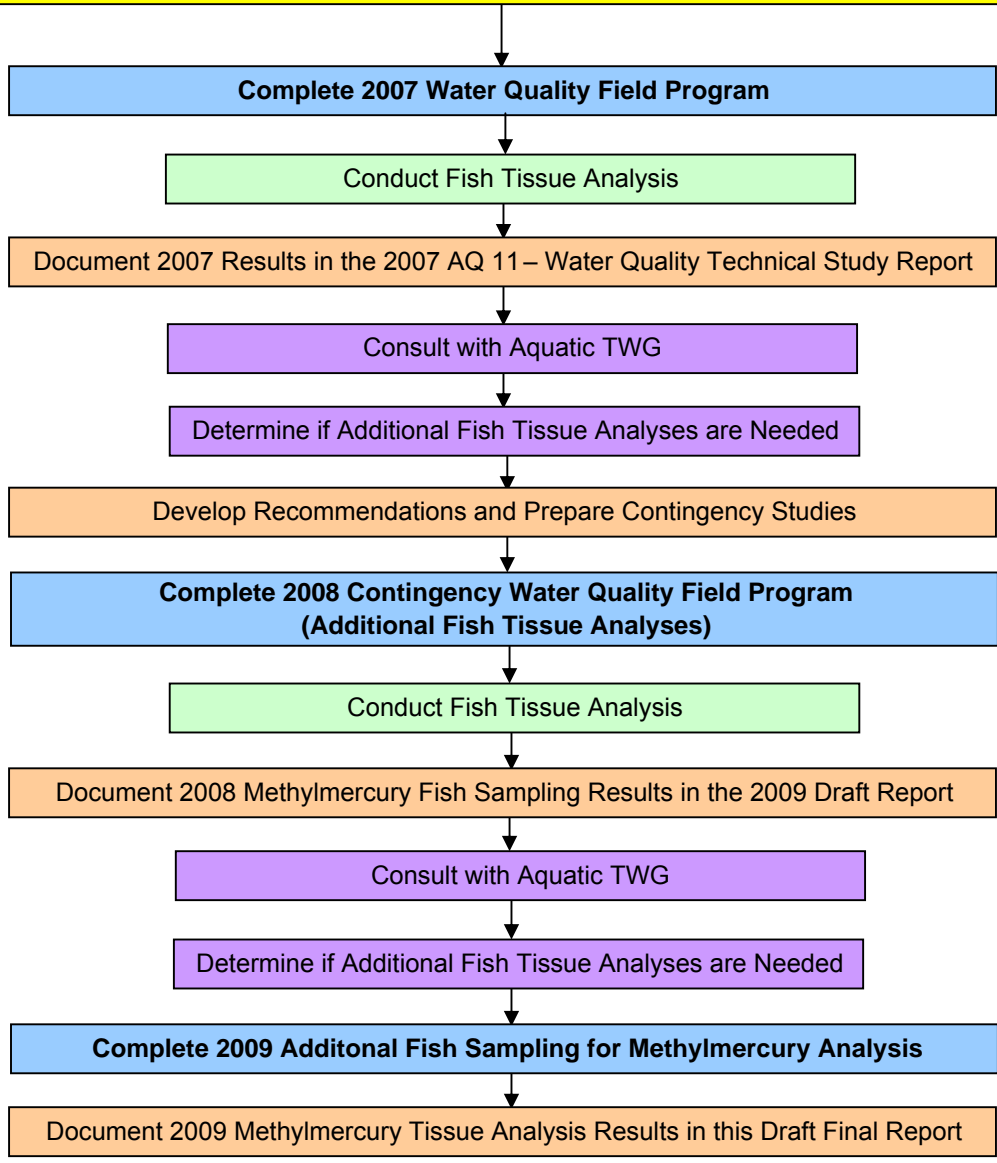 Complete 2007 Water Quality Field Program
Conduct Fish Tissue Analysis
Document 2007 Results in the 2007 AQ 11 – Water Quality Technical Study Report
Consult with Aquatic TWG
Determine if Additional Fish Tissue Analyses are Needed
Develop Recommendations and Prepare Contingency Studies
Complete 2008 Contingency Water Quality Field Program
(Additional Fish Tissue Analyses)
Conduct Fish Tissue Analysis
Document 2008 Methylmercury Fish Sampling Results in the 2009 Draft Report
Consult with Aquatic TWG
Determine if Additional Fish Tissue Analyses are Needed
Complete 2009 Additonal Fish Sampling for Methylmercury Analysis
Document 2009 Methylmercury Tissue Analysis Results in this Draft Final Report